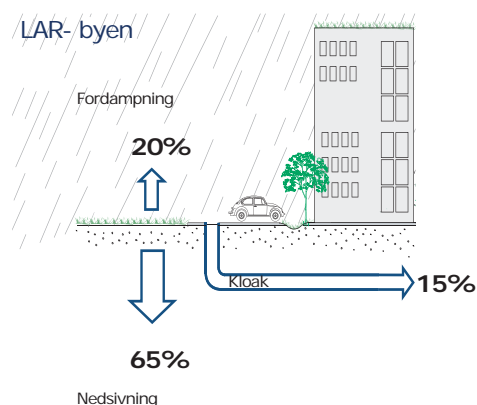 LAR- byen
Fordampning
20%
Kloak
15%
65%
Nedsivning